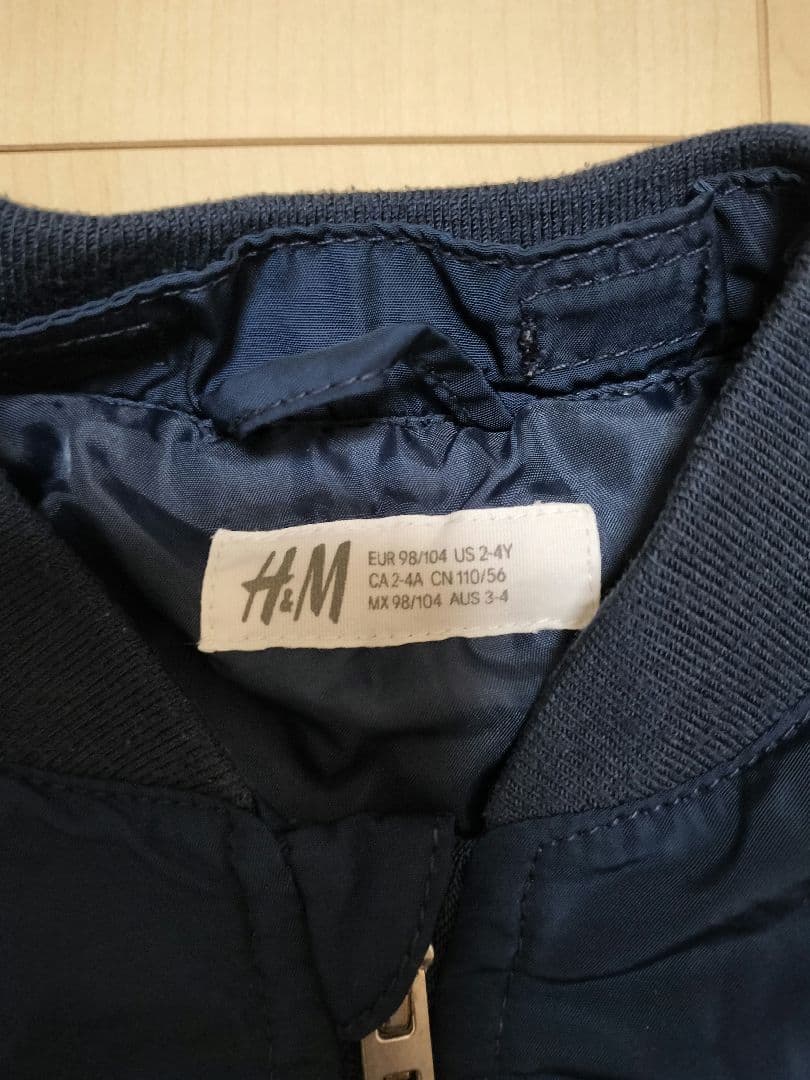 H&M
EUR 98/104 US 2-4Y
CA 2-4A CN 110/56
MX 98/104 AUS 3-4